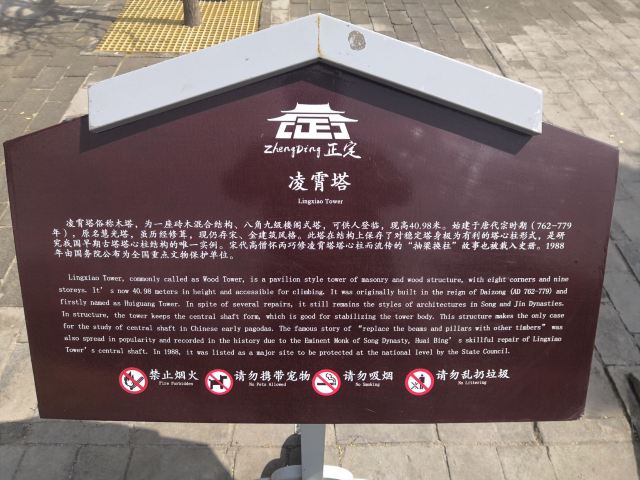 ZhengDing 正定
凌霄塔
Lingxiao Tower
凌霄塔俗称木塔，为一座砖木混合结构、八角九级楼阁式塔，可供人登临，现高40.98米。始建于唐代宗时期（762-779
年），原名慧光塔，虽历经修葺，现仍存宋、金建筑风格。此塔在结构上保存了对稳定塔身极为有利的塔心柱形式，是研
究我国早期古塔塔心柱结构的唯一实例。宋代高僧怀丙巧修凌霄塔塔心柱而流传的“抽梁换柱”故事也被载入史册。1988
年由国务院公布为全国重点文物保护单位。
Lingxiao Tower, commonly called as Wood Tower, is a pavilion style tower of masonry and wood structure, with eight corners and nine
storeys. It's now 40.98 meters in height and accessible for climbing. It was originally built in the reign of Daizong (AD 762-779) and
firstly named as Huiguang Tower. In spite of several repairs, it still remains the styles of architectures in Song and Jin Dynasties.
In structure, the tower keeps the central shaft form, which is good for stabilizing the tower body. This structure makes the only case
for the study of central shaft in Chinese early pagodas. The famous story of “replace the beams and pillars with other timbers” was
also spread in popularity and recorded in the history due to the Eminent Monk of Song Dynasty, Huai Bing's skillful repair of Lingxiao
Tower's central shaft. In 1988, it was listed as a major site to be protected at the national level by the State Council.
禁止烟火 请勿携带宠物 请勿吸烟 请勿乱扔垃圾
Fire Forbidden No Pets Allowed No Smoking No Littering